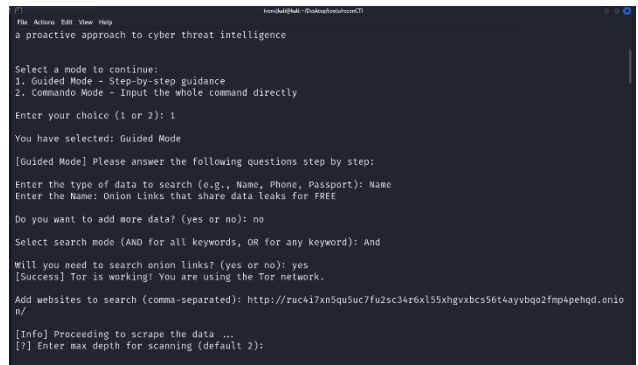 (venv)kali@kali: ~/Desktop/tools/reconCTI
File Actions Edit View Help
a proactive approach to cyber threat intelligence
Select a mode to continue:
1. Guided Mode - Step-by-step guidance
2. Commando Mode - Input the whole command directly
Enter your choice (1 or 2): 1
You have selected: Guided Mode
[Guided Mode] Please answer the following questions step by step:
Enter the type of data to search (e.g., Name, Phone, Passport): Name
Enter the Name: Onion Links that share data leaks for FREE
Do you want to add more data? (yes or no): no
Select search mode (AND for all keywords, OR for any keyword): And
Will you need to search onion links? (yes or no): yes
[Success] Tor is working! You are using the Tor network.
Add websites to search (comma-separated): http://ruc4i7xn5qu5uc7fu2sc34r6xl55xhgvxbcs56t4ayvbqo2fmp4pehqd.onio
n/
[Info] Proceeding to scrape the data ...
[?] Enter max depth for scanning (default 2):